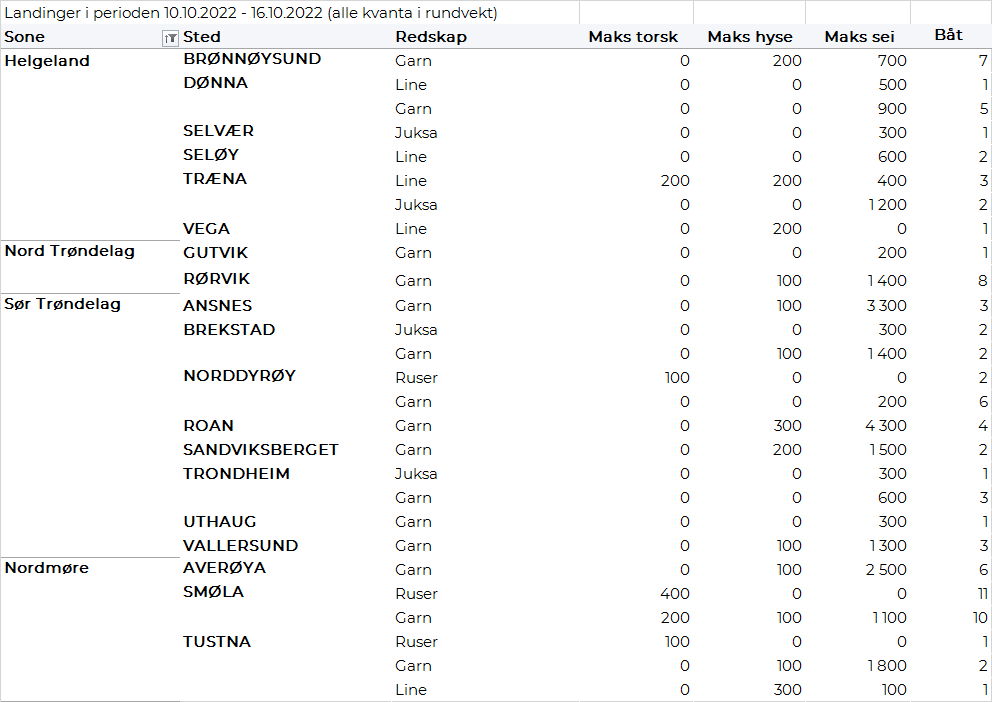 Landinger i perioden 10.10.2022 - 16.10.2022 (alle kvanta i rundvekt)
Sone Sted Redskap Maks torsk Maks hyse Maks sei Båt
Helgeland BRØNNØYSUND Garn 0 200 700 7
DØNNA Line 0 0 500 1
Garn 0 0 900 5
SELVÆR Juksa 0 0 300 1
SELØY Line 0 0 600 2
TRÆNA Line 200 200 400 3
Juksa 0 0 1 200 2
VEGA Line 0 200 0 1
Nord Trøndelag GUTVIK Garn 0 0 200 1
RØRVIK Garn 0 100 1 400 8
Sør Trøndelag ANSNES Garn 0 100 3 300 3
BREKSTAD Juksa 0 0 300 2
Garn 0 100 1 400 2
NORDDYRØY Ruser 100 0 0 2
Garn 0 0 200 6
ROAN Garn 0 300 4 300 4
SANDVIKSBERGET Garn 0 200 1 500 2
TRONDHEIM Juksa 0 0 300 1
Garn 0 0 600 3
UTHAUG Garn 0 0 300 1
VALLERSUND Garn 0 100 1 300 3
Nordmøre AVERØYA Garn 0 100 2 500 6
SMØLA Ruser 400 0 0 11
Garn 200 100 1 100 10
TUSTNA Ruser 100 0 0 1
Garn 0 100 1 800 2
Line 0 300 100 1